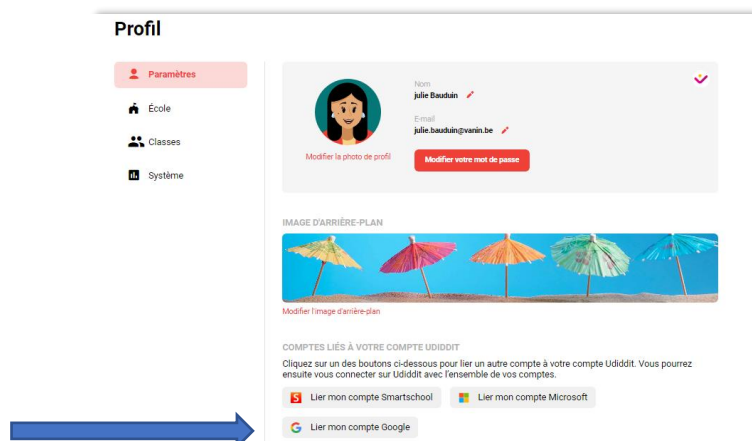 Profil
Paramètres
École
Classes
Système
Nom
julie Bauduin
E-mail
julie.bauduin@vanin.be
Modifier la photo de profil
Modifier votre mot de passe
IMAGE D'ARRIÈRE-PLAN
Modifier l'image d'arrière-plan
COMPTES LIÉS À VOTRE COMPTE UDIDDIT
Cliquez sur un des boutons ci-dessous pour lier un autre compte à votre compte Udiddit. Vous pourrez
ensuite vous connecter sur Udiddit avec l'ensemble de vos comptes.
Lier mon compte Smartschool
Lier mon compte Microsoft
Lier mon compte Google